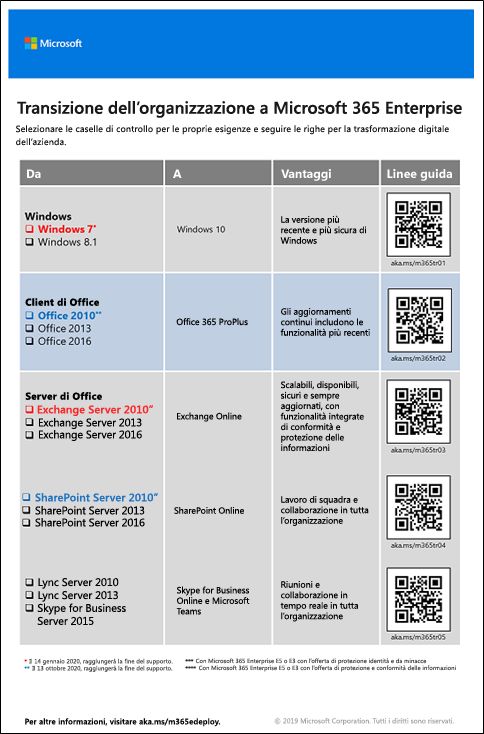 Microsoft
Transizione dell'organizzazione a Microsoft 365 Enterprise
Selezionare le caselle di controllo per le proprie esigenze e seguire le righe per la trasformazione digitale
dell'azienda.
Da
A
Vantaggi
Linee guida
Windows
Windows 7*
Windows 8.1
Windows 10
La versione più
recente e più sicura di
Windows
aka.ms/m365tr01
Client di Office
Office 2010**
Office 2013
Office 2016
Office 365 ProPlus
Gli aggiornamenti
continui includono le
funzionalità più recenti
aka.ms/m365tr02
Server di Office
Exchange Server 2010*
Exchange Server 2013
Exchange Server 2016
Exchange Online
Scalabili, disponibili,
sicuri e sempre
aggiornati, con
funzionalità integrate
di conformità e
protezione delle
informazioni
aka.ms/m365tr03
SharePoint Server 2010**
SharePoint Server 2013
SharePoint Server 2016
SharePoint Online
Lavoro di squadra e
collaborazione in tutta
l'organizzazione
aka.ms/m365tr04
Lync Server 2010
Lync Server 2013
Skype for Business
Server 2015
Skype for Business
Online e Microsoft
Teams
Riunioni e
collaborazione in
tempo reale in tutta
l'organizzazione
aka.ms/m365tr05
* Il 14 gennaio 2020, raggiungerà la fine del supporto.
** Il 13 ottobre 2020, raggiungerà la fine del supporto.
*** Con Microsoft 365 Enterprise E5 o E3 con l'offerta di protezione identità e da minacce
**** Con Microsoft 365 Enterprise E5 o E3 con l'offerta di protezione e conformità delle informazioni
Per altre informazioni, visitare aka.ms/m365edeploy.
© 2019 Microsoft Corporation. Tutti i diritti sono riservati.